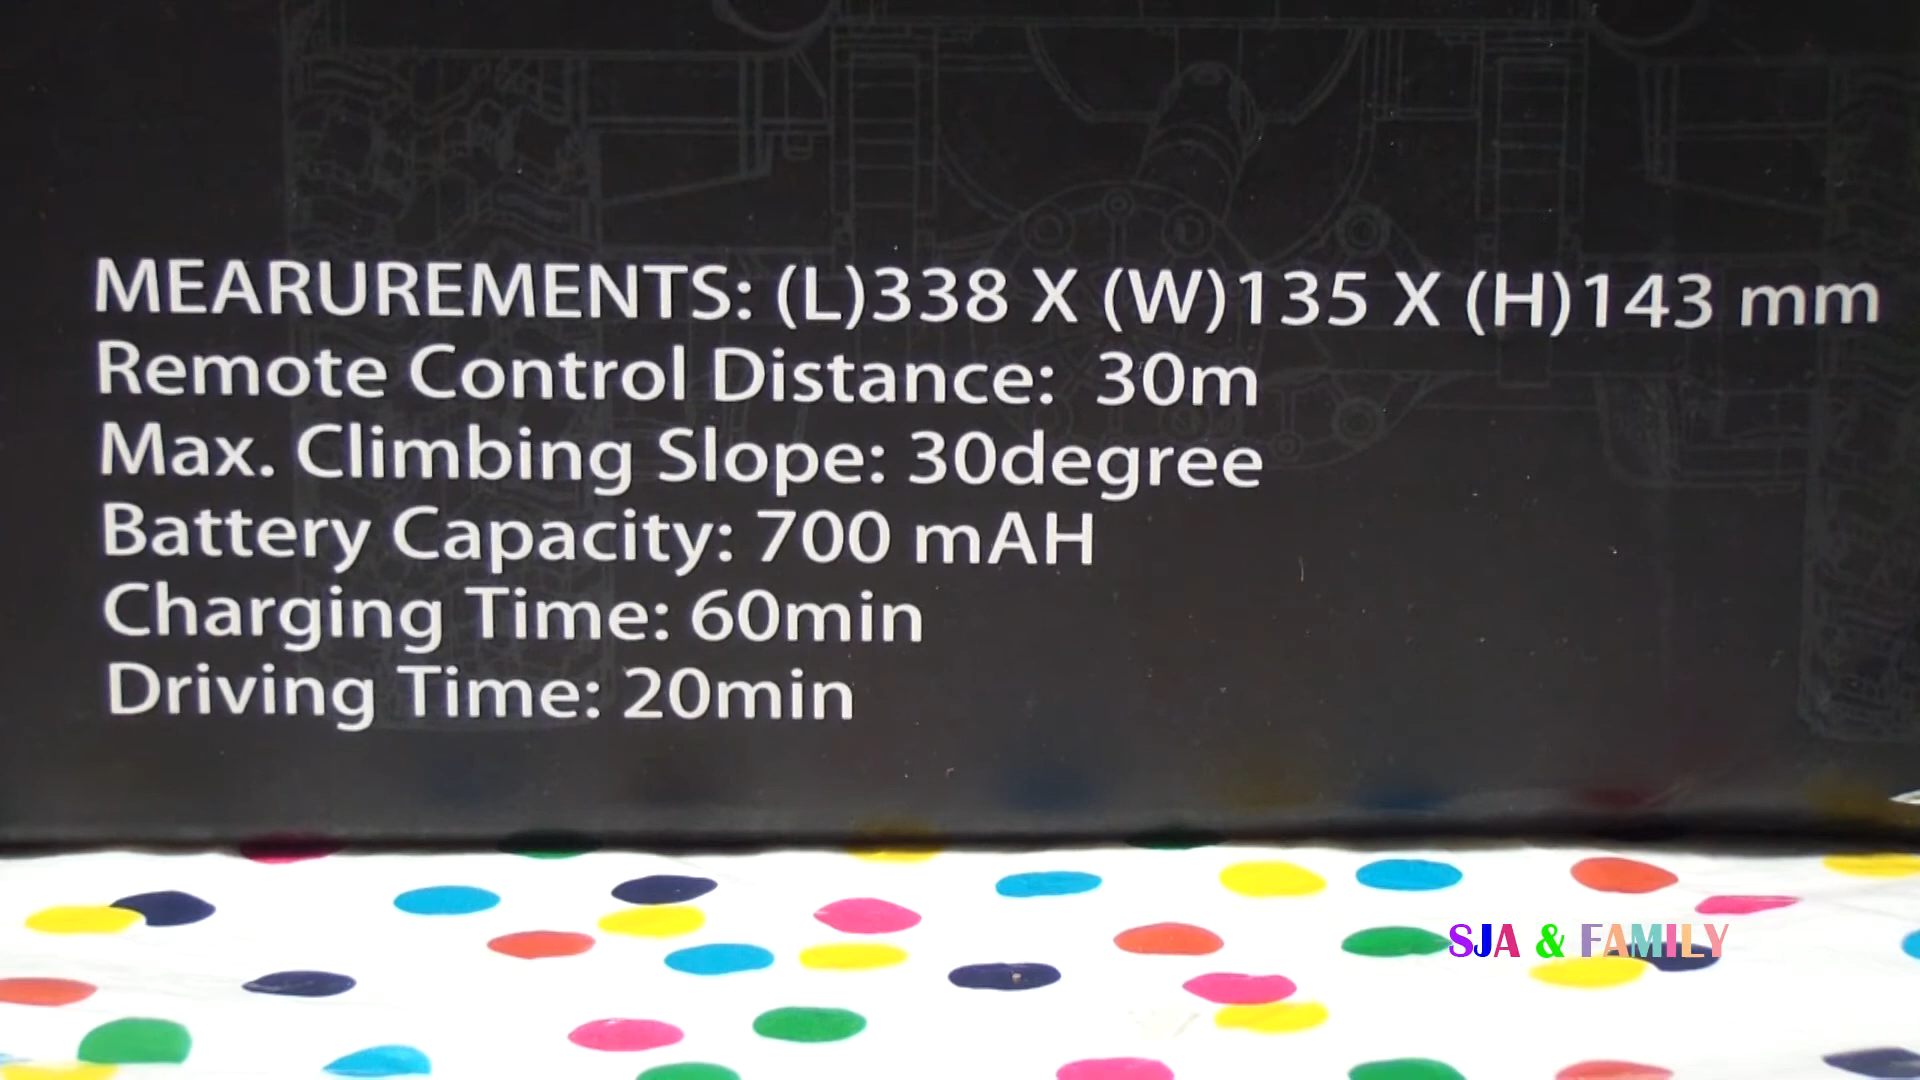 MEARUREMENTS: (L)338 X (W)135 X (H)143 mm
Remote Control Distance: 30m
Max. Climbing Slope: 30degree
Battery Capacity: 700 mAH
Charging Time: 60min
Driving Time: 20min
SJA & FAMILY